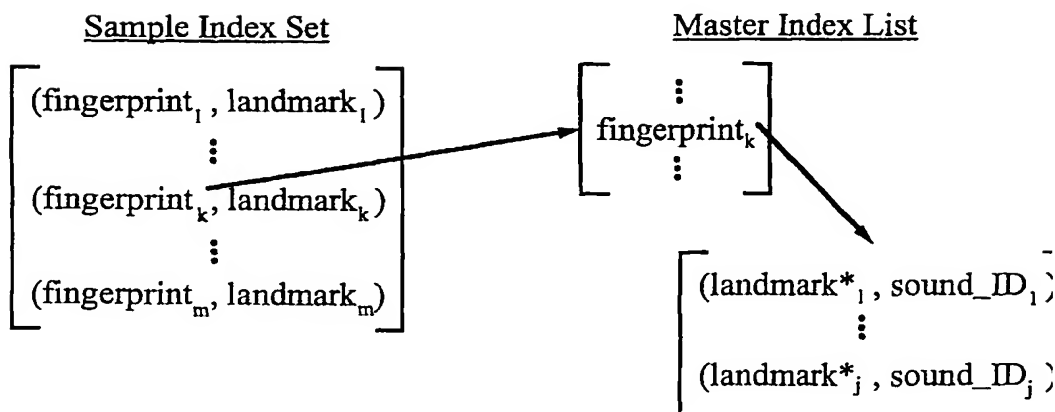 Sample Index Set
(fingerprint₁, landmark₁)
⋮
(fingerprintₖ, landmarkₖ)
⋮
(fingerprintₘ, landmarkₘ)
Master Index List
⋮
fingerprintₖ
⋮
(landmark*₁, sound_ID₁)
⋮
(landmark*ⱼ, sound_IDⱼ)